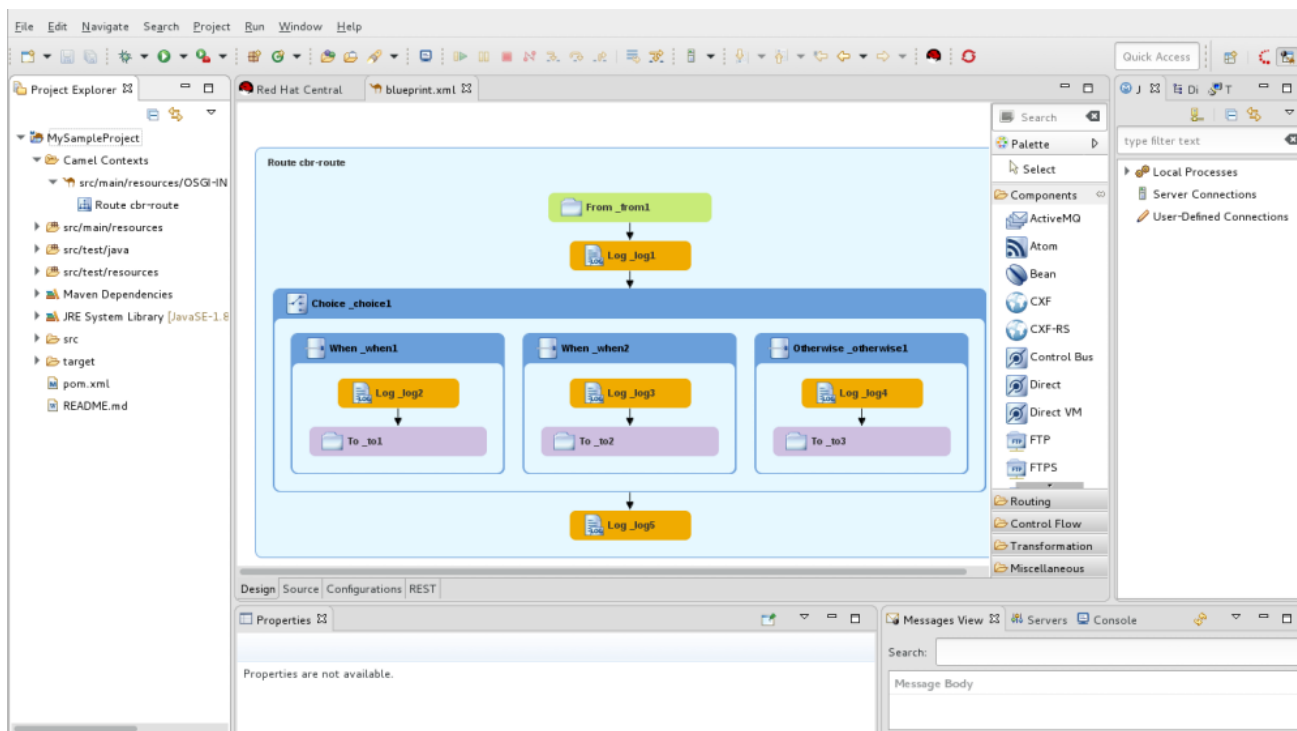 File Edit Navigate Search Project Run Window Help
Quick Access
Project Explorer
MySampleProject
Camel Contexts
src/main/resources/OSGI-IN
Route cbr-route
src/main/resources
src/test/java
src/test/resources
Maven Dependencies
JRE System Library [JavaSE-1.8
src
target
pom.xml
README.md
Red Hat Central blueprint.xml
Route cbr-route
From _from1
Log _log1
Choice _choice1
When _when1 When _when2 Otherwise _otherwise1
Log _log2 Log _log3 Log _log4
To _to1 To _to2 To _to3
Log _log5
Design Source Configurations REST
Search
Palette
Select
Components
ActiveMQ
Atom
Bean
CXF
CXF-RS
Control Bus
Direct
Direct VM
FTP
FTPS
Routing
Control Flow
Transformation
Miscellaneous
J Di T
type filter text
Local Processes
Server Connections
User-Defined Connections
Properties
Properties are not available.
Messages View Servers Console
Search:
Message Body